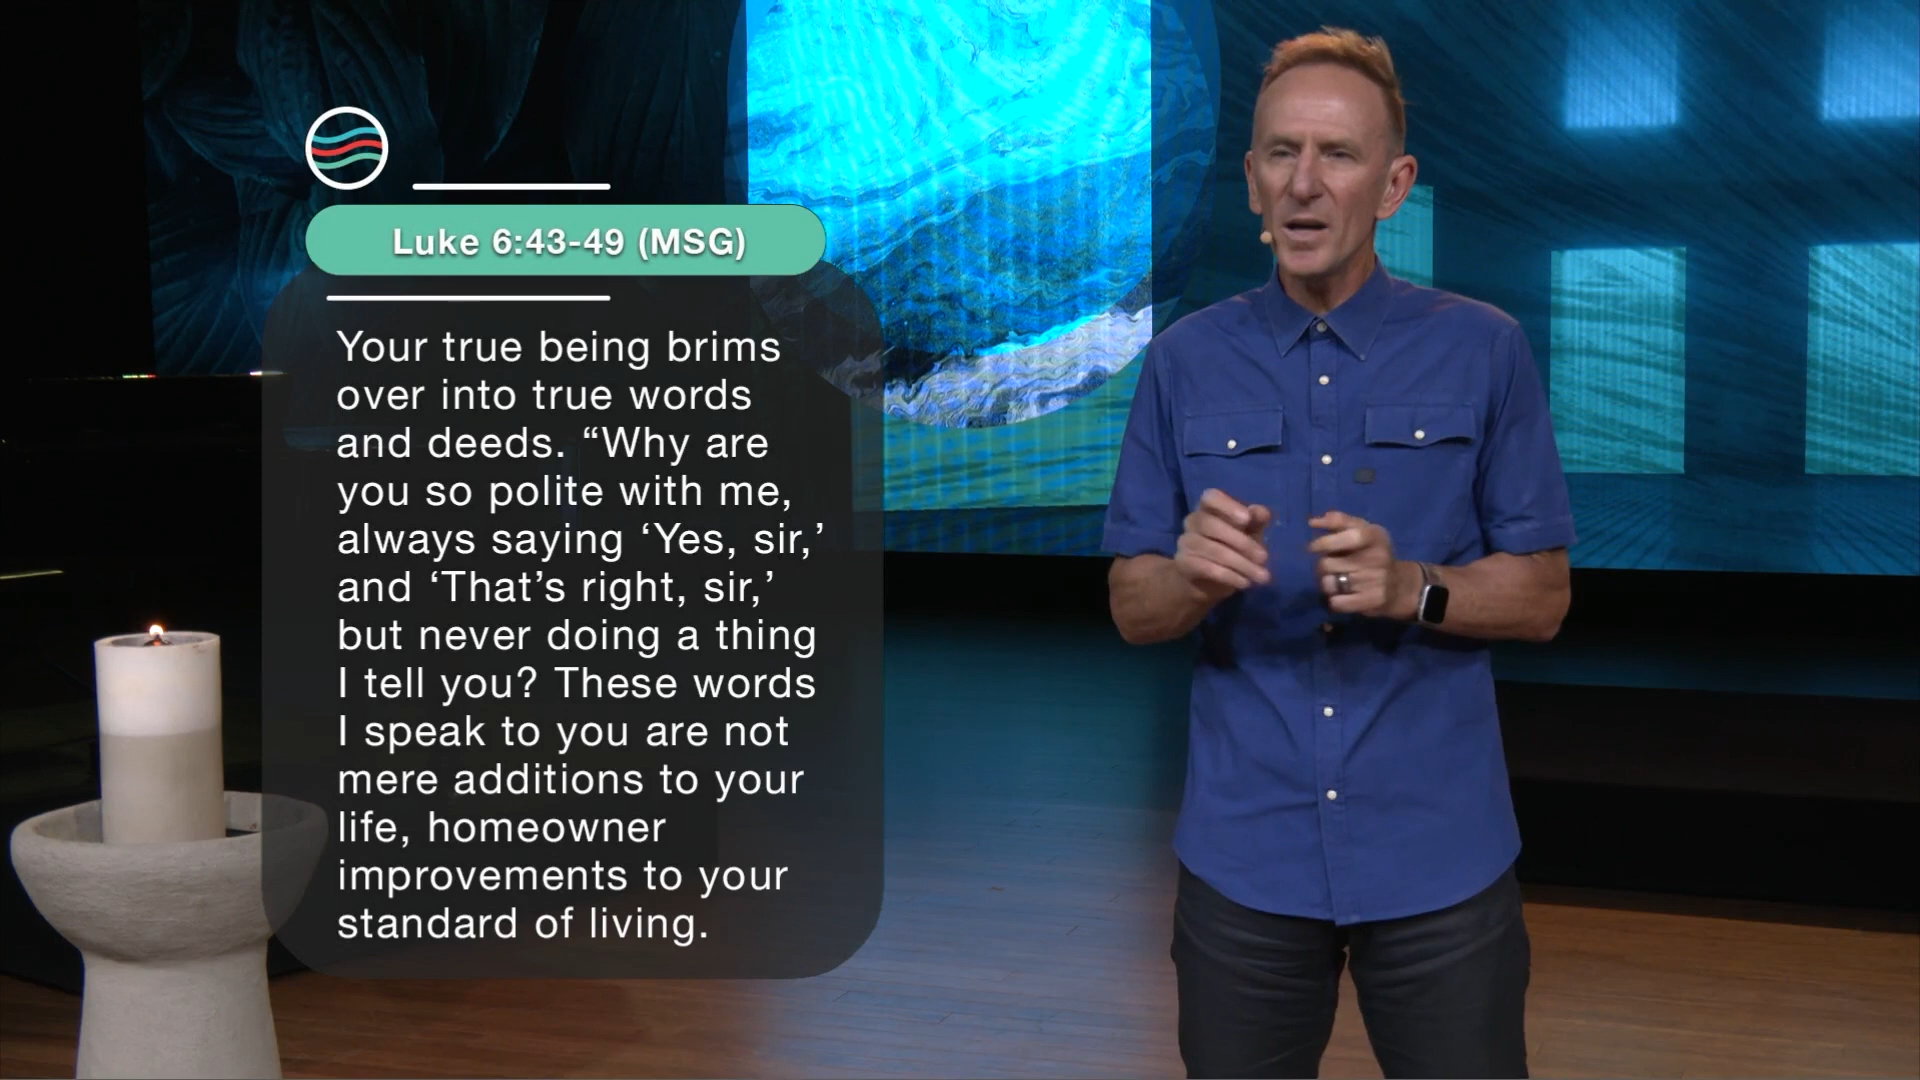 Luke 6:43-49 (MSG)
Your true being brims
over into true words
and deeds. “Why are
you so polite with me,
always saying ‘Yes, sir,’
and ‘That’s right, sir,’
but never doing a thing
I tell you? These words
I speak to you are not
mere additions to your
life, homeowner
improvements to your
standard of living.